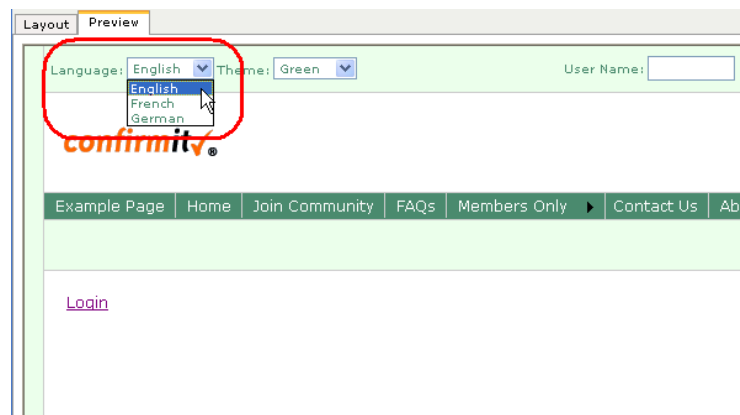 Layout Preview
Language: English Theme: Green User Name:
English
French
German
confirmit®
Example Page Home Join Community FAQs Members Only Contact Us Ab
Login